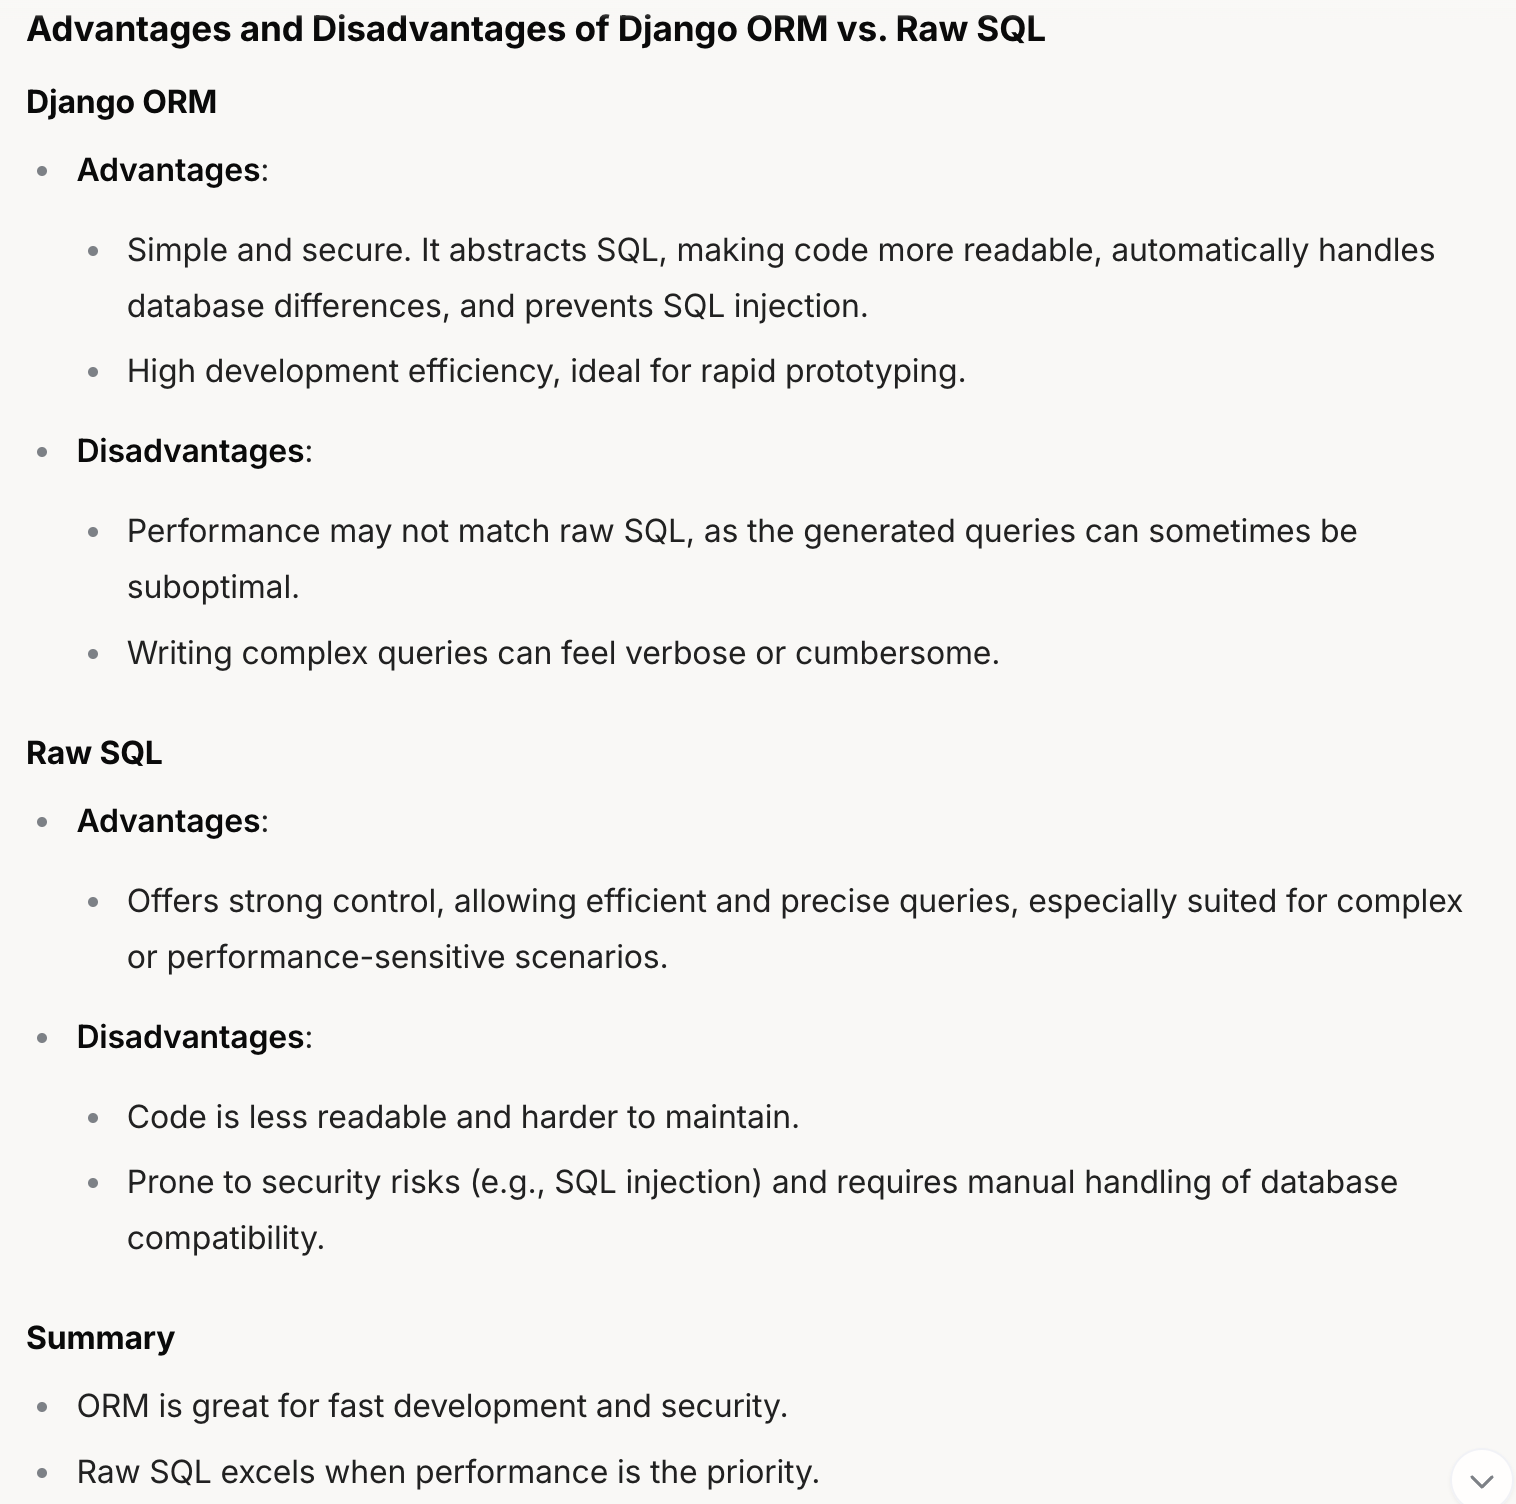 Advantages and Disadvantages of Django ORM vs. Raw SQL
Django ORM
Advantages:
Simple and secure. It abstracts SQL, making code more readable, automatically handles
database differences, and prevents SQL injection.
High development efficiency, ideal for rapid prototyping.
Disadvantages:
Performance may not match raw SQL, as the generated queries can sometimes be
suboptimal.
Writing complex queries can feel verbose or cumbersome.
Raw SQL
Advantages:
Offers strong control, allowing efficient and precise queries, especially suited for complex
or performance-sensitive scenarios.
Disadvantages:
Code is less readable and harder to maintain.
Prone to security risks (e.g., SQL injection) and requires manual handling of database
compatibility.
Summary
ORM is great for fast development and security.
Raw SQL excels when performance is the priority.